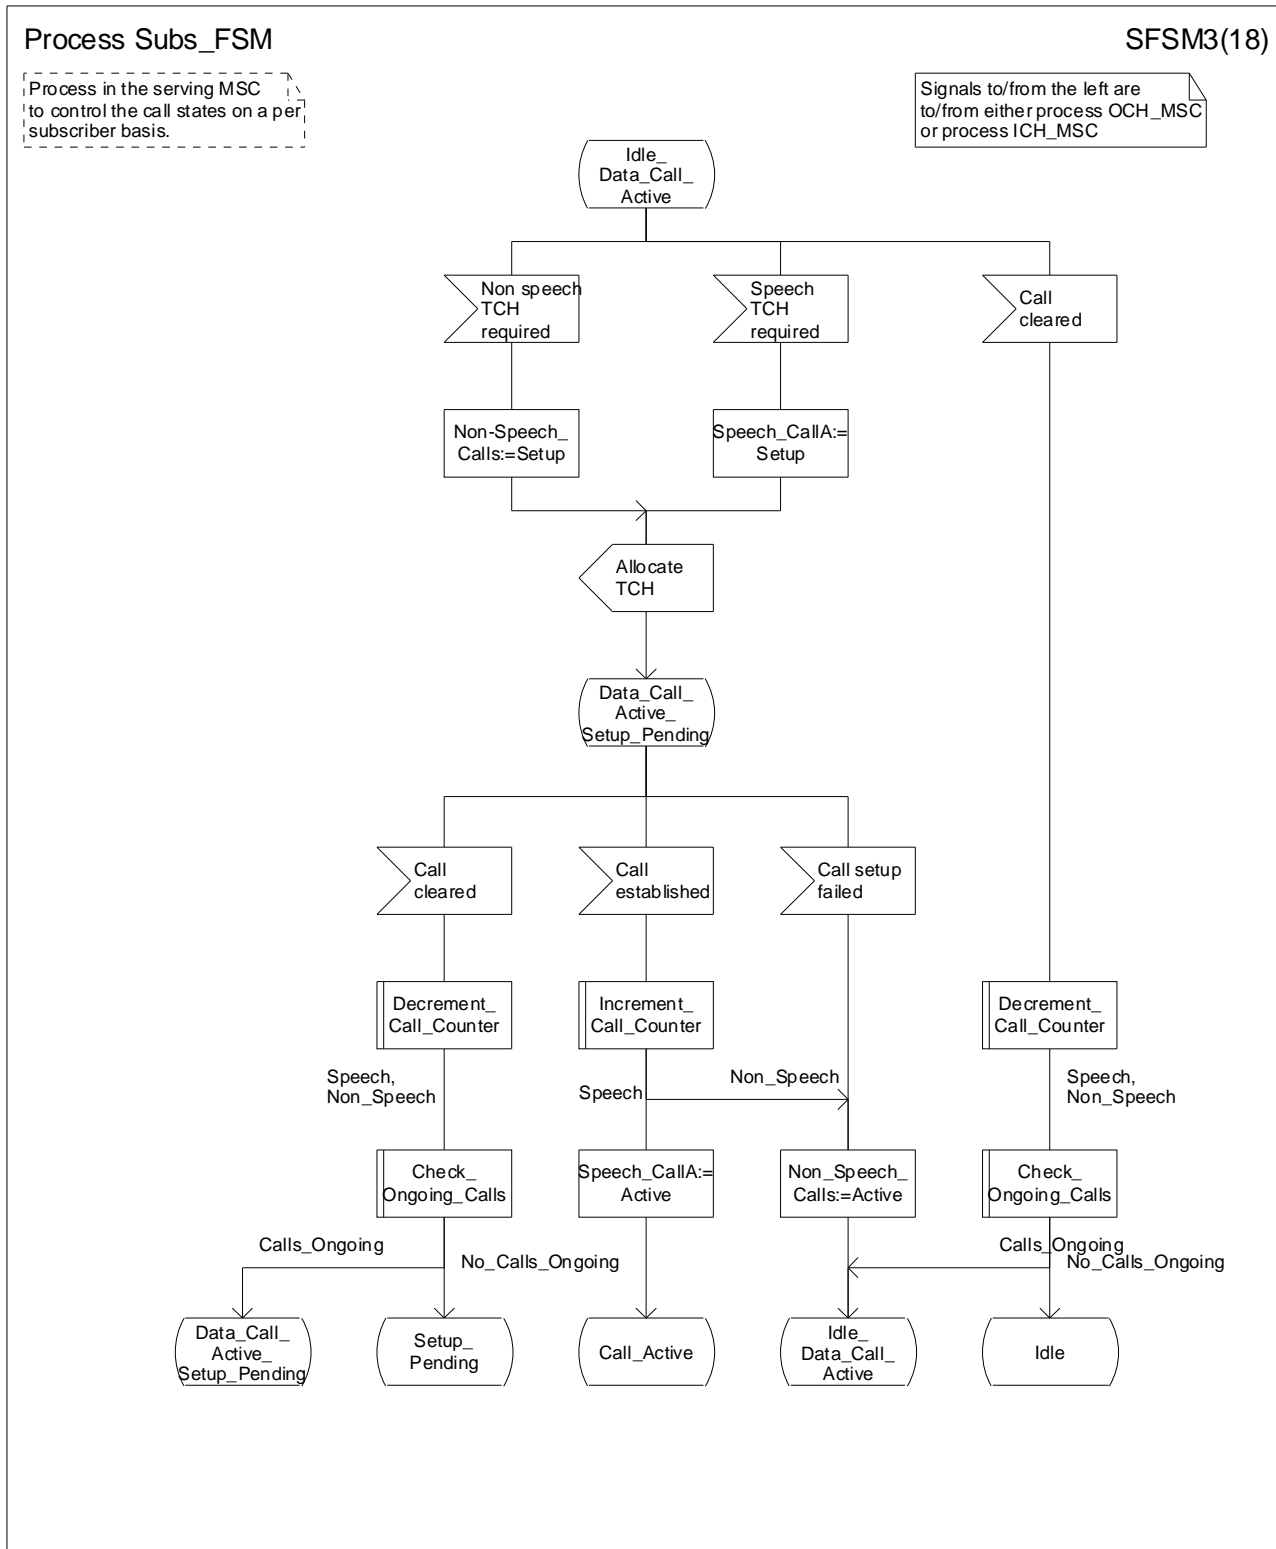 Process Subs_FSM
SFSM3(18)
Process in the serving MSC
to control the call states on a per
subscriber basis.
Signals to/from the left are
to/from either process OCH_MSC
or process ICH_MSC
Idle_
Data_Call_
Active
Non speech
TCH
required
Speech
TCH
required
Call
cleared
Non-Speech_
Calls:=Setup
Speech_CallA:=
Setup
Allocate
TCH
Data_Call_
Active_
Setup_Pending
Call
cleared
Call
established
Call setup
failed
Decrement_
Call_Counter
Increment_
Call_Counter
Decrement_
Call_Counter
Speech,
Non_Speech
Speech
Non_Speech
Speech,
Non_Speech
Check_
Ongoing_Calls
Speech_CallA:=
Active
Non_Speech_
Calls:=Active
Check_
Ongoing_Calls
Calls_Ongoing
No_Calls_Ongoing
Calls_Ongoing
No_Calls_Ongoing
Data_Call_
Active_
Setup_Pending
Setup_
Pending
Call_Active
Idle_
Data_Call_
Active
Idle